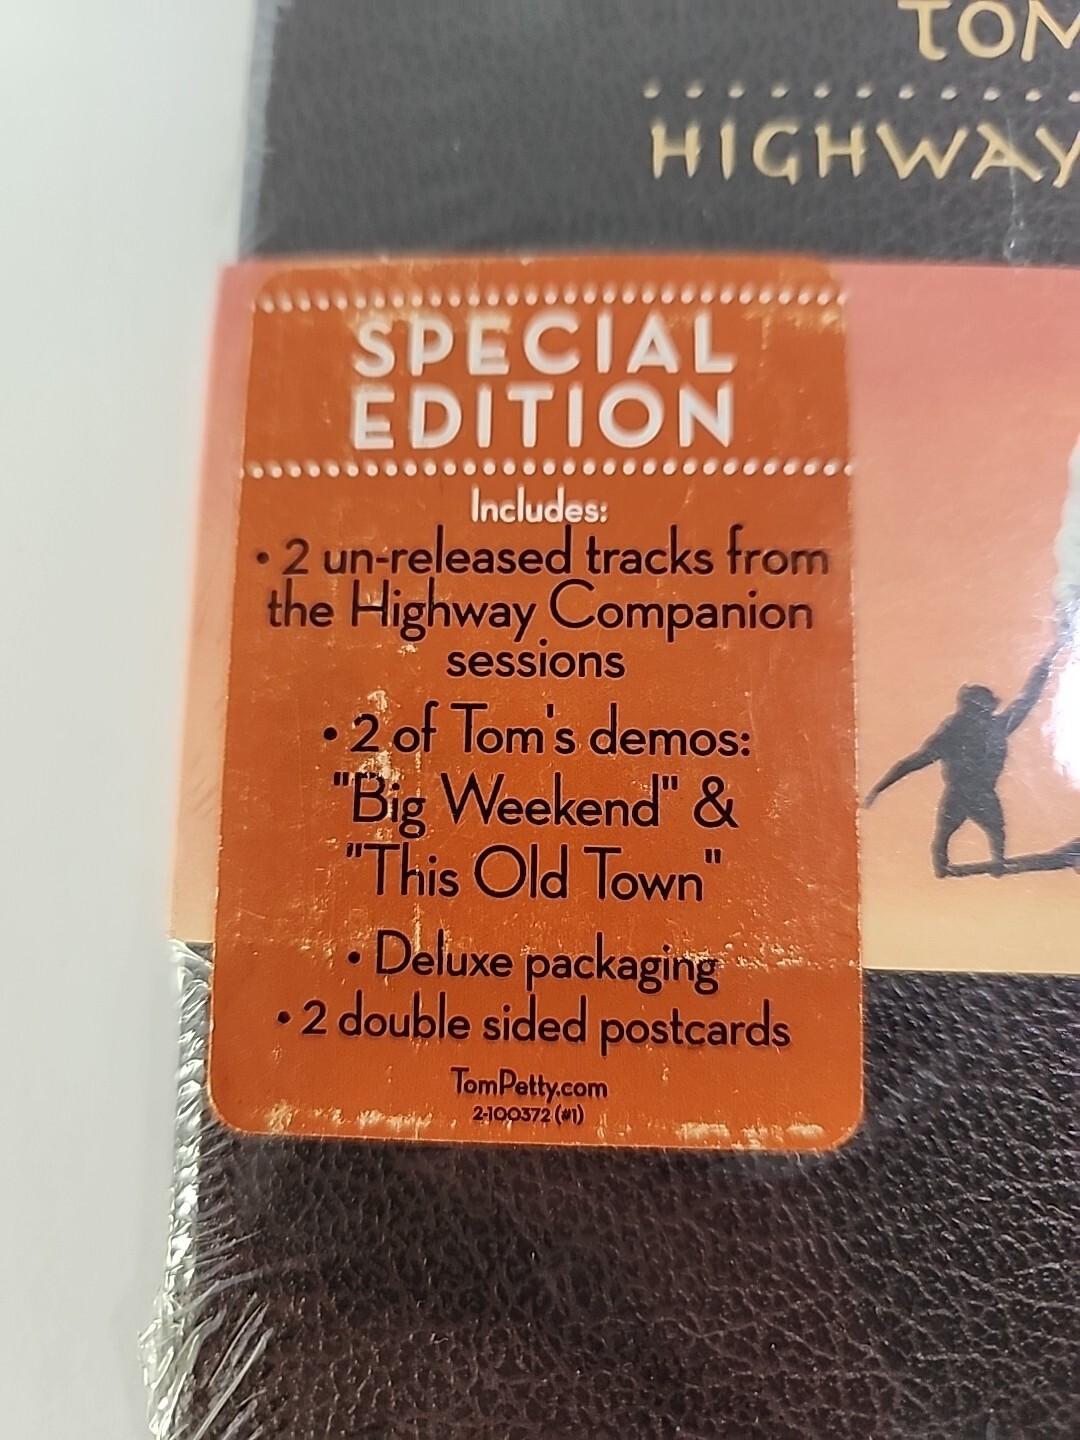 TOM
HIGHWAY
SPECIAL
EDITION
Includes:
• 2 un-released tracks from
the Highway Companion
sessions
• 2 of Tom's demos:
"Big Weekend" &
"This Old Town"
• Deluxe packaging
• 2 double sided postcards
TomPetty.com
2-100372 (#1)